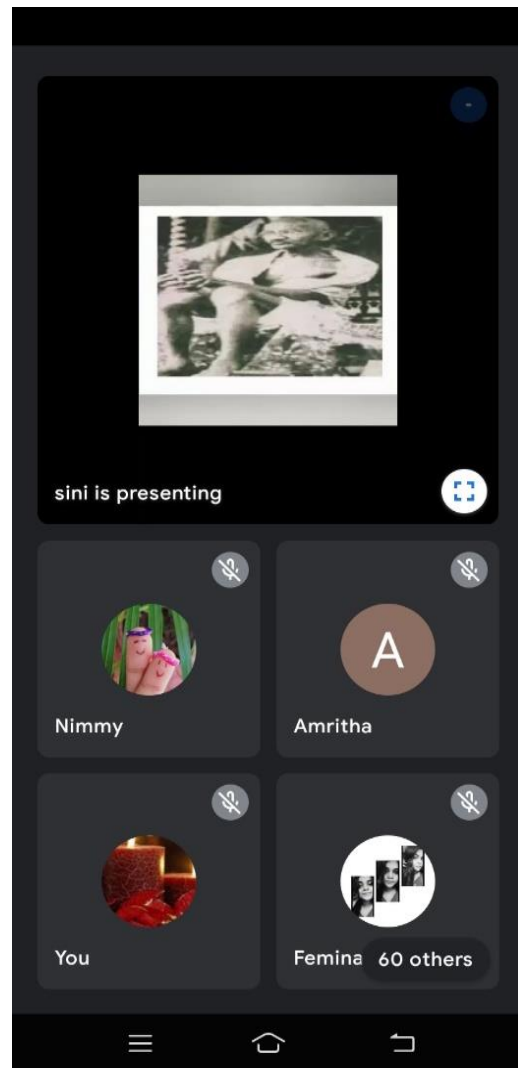 sini is presenting
Nimmy
A
Amritha
You
Femina
60 others